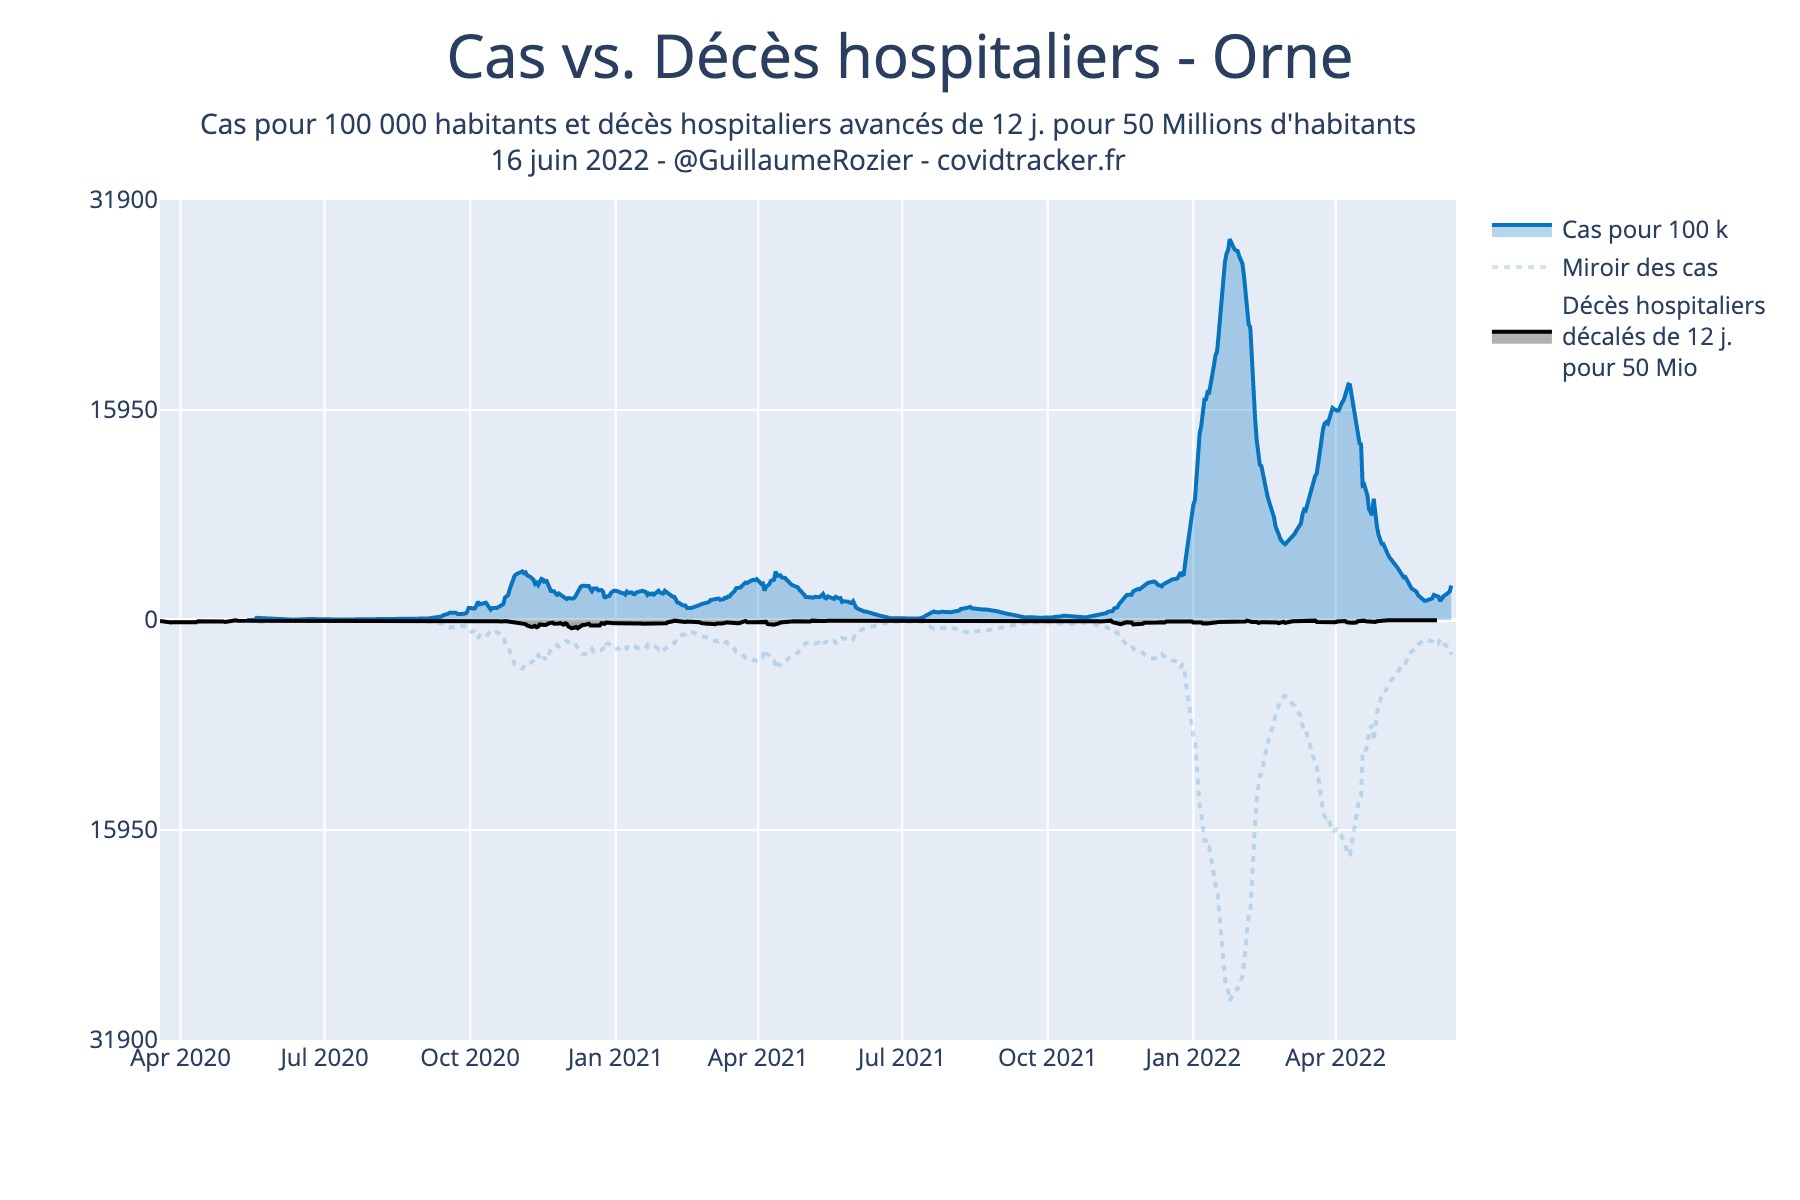 Cas vs. Décès hospitaliers - Orne
Cas pour 100 000 habitants et décès hospitaliers avancés de 12 j. pour 50 Millions d'habitants
16 juin 2022 - @GuillaumeRozier - covidtracker.fr
31900
15950
0
15950
31900
Apr 2020 Jul 2020 Oct 2020 Jan 2021 Apr 2021 Jul 2021 Oct 2021 Jan 2022 Apr 2022
Cas pour 100 k
Miroir des cas
Décès hospitaliers
décalés de 12 j.
pour 50 Mio